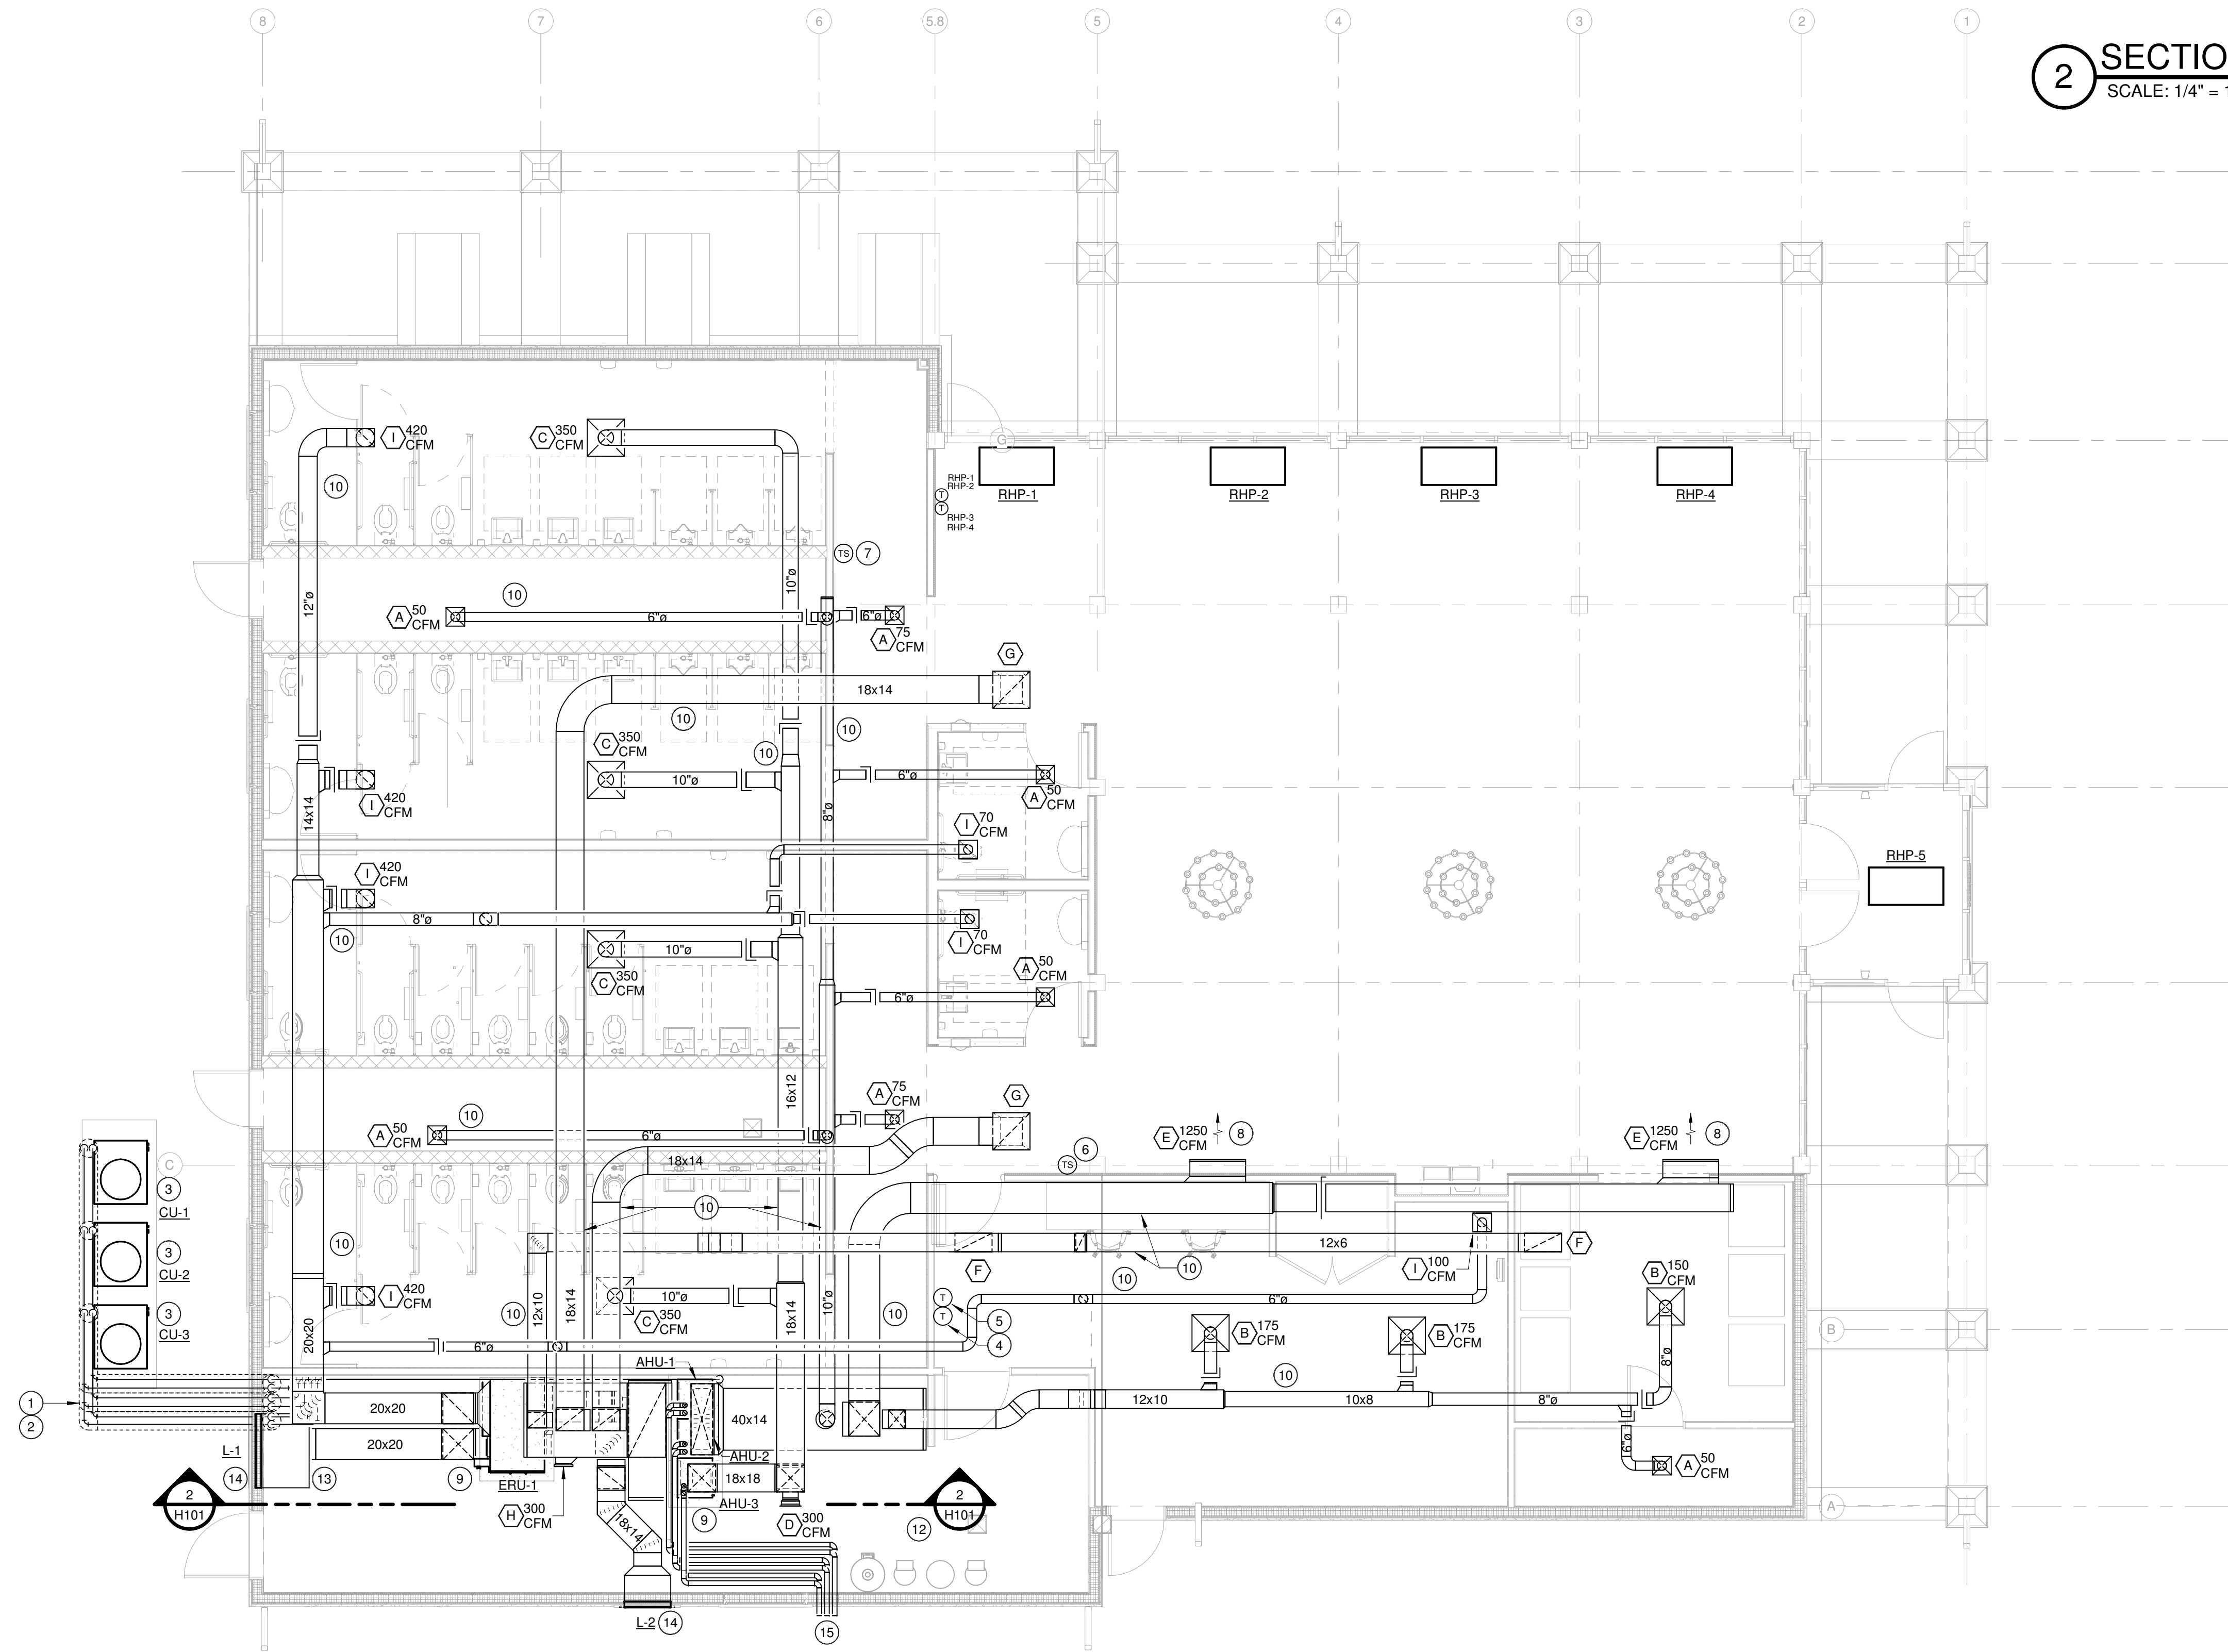 8
7
6
5.8
5
4
3
2
1
2
SECTIO
SCALE: 1/4" = 1
I 420 CFM
C 350 CFM
10
G
RHP-1
RHP-2
RHP-3
RHP-4
RHP-1
RHP-2
T
T
RHP-3
RHP-4
TS
7
12"ø
10"ø
10
A 50 CFM
6"ø
6"ø
A 75 CFM
G
18x14
10
10
C 350 CFM
10
10"ø
6"ø
I 420 CFM
A 50 CFM
14x14
8"ø
I 70 CFM
I 420 CFM
RHP-5
8"ø
10
10"ø
I 70 CFM
A 50 CFM
C 350 CFM
6"ø
16x12
A 75 CFM
G
10
A 50 CFM
6"ø
E 1250 CFM
8
E 1250 CFM
8
18x14
6
TS
C
3
CU-1
10
10
12x6
F
F
10
10
3
CU-2
I 100 CFM
B 150 CFM
I 420 CFM
10
12x10
18x14
10"ø
18x14
10"ø
10
T
T
5
4
6"ø
C 350 CFM
B 175 CFM
B 175 CFM
B
3
CU-3
20x20
6"ø
8"ø
AHU-1
10
1
2
20x20
40x14
12x10
10x8
8"ø
20x20
6"ø
L-1
14
13
9
ERU-1
AHU-2
18x18
AHU-3
A 50 CFM
2
H101
H 300 CFM
18x14
9
D 300 CFM
12
2
H101
A
L-2
14
15